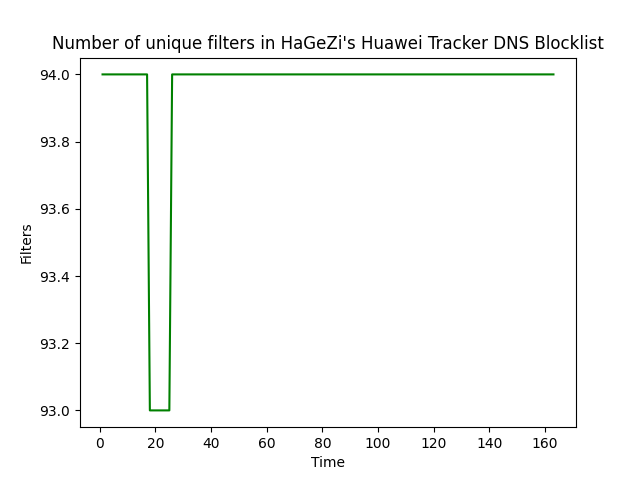 Number of unique filters in HaGeZi's Huawei Tracker DNS Blocklist
94.0
93.8
93.6
93.4
93.2
93.0
Filters
0 20 40 60 80 100 120 140 160
Time